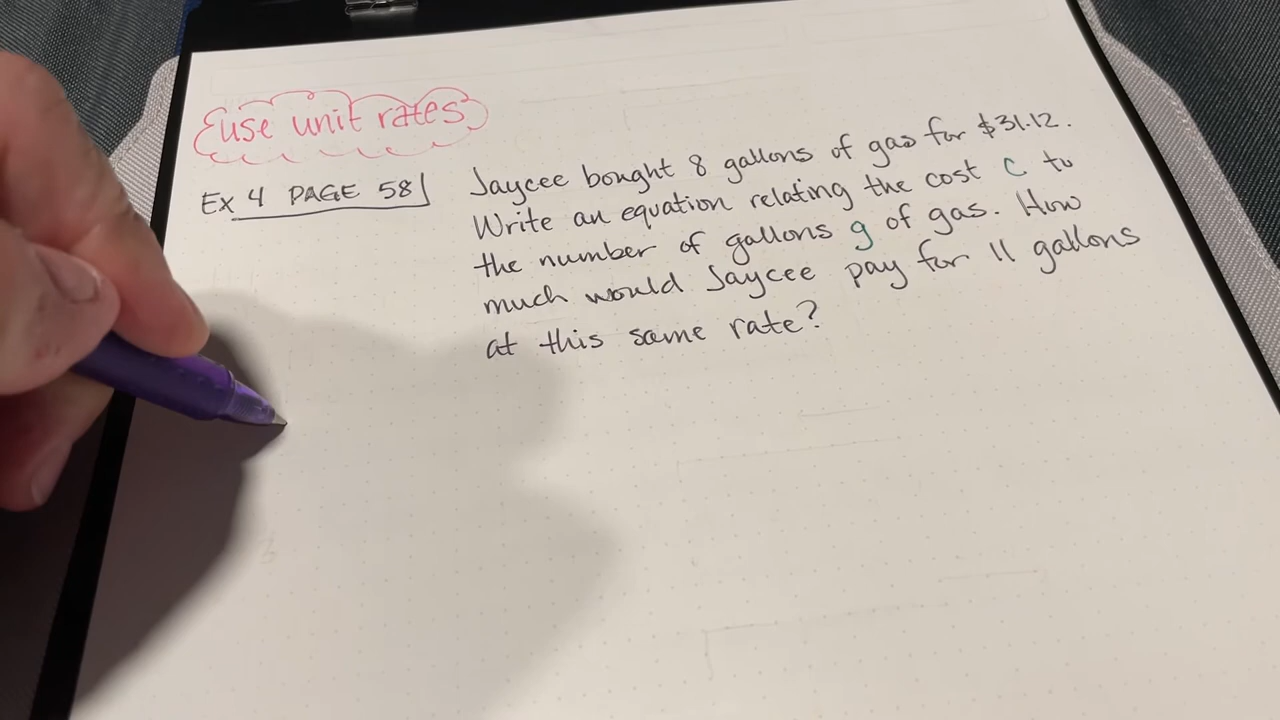 use unit rates
Ex 4 PAGE 58
Jaycee bought 8 gallons of gas for $31.12.
Write an equation relating the cost c to
the number of gallons g of gas. How
much would Jaycee pay for 11 gallons
at this same rate?